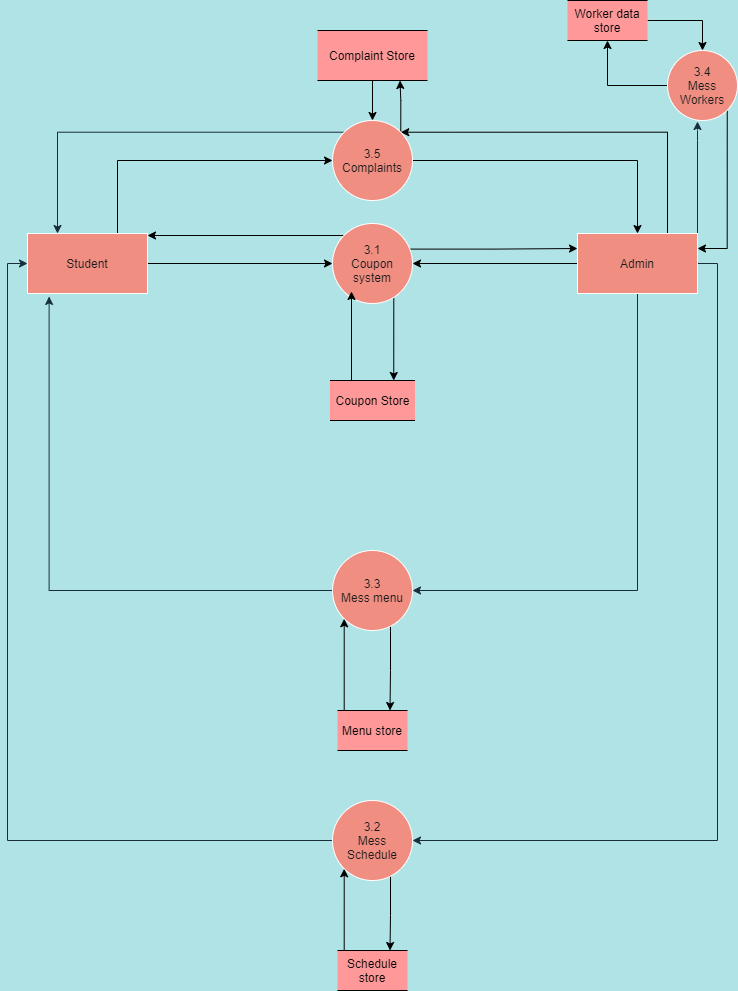 Worker data
store
Complaint Store
3.4
Mess
Workers
3.5
Complaints
Student
3.1
Coupon
system
Admin
Coupon Store
3.3
Mess menu
Menu store
3.2
Mess
Schedule
Schedule
store